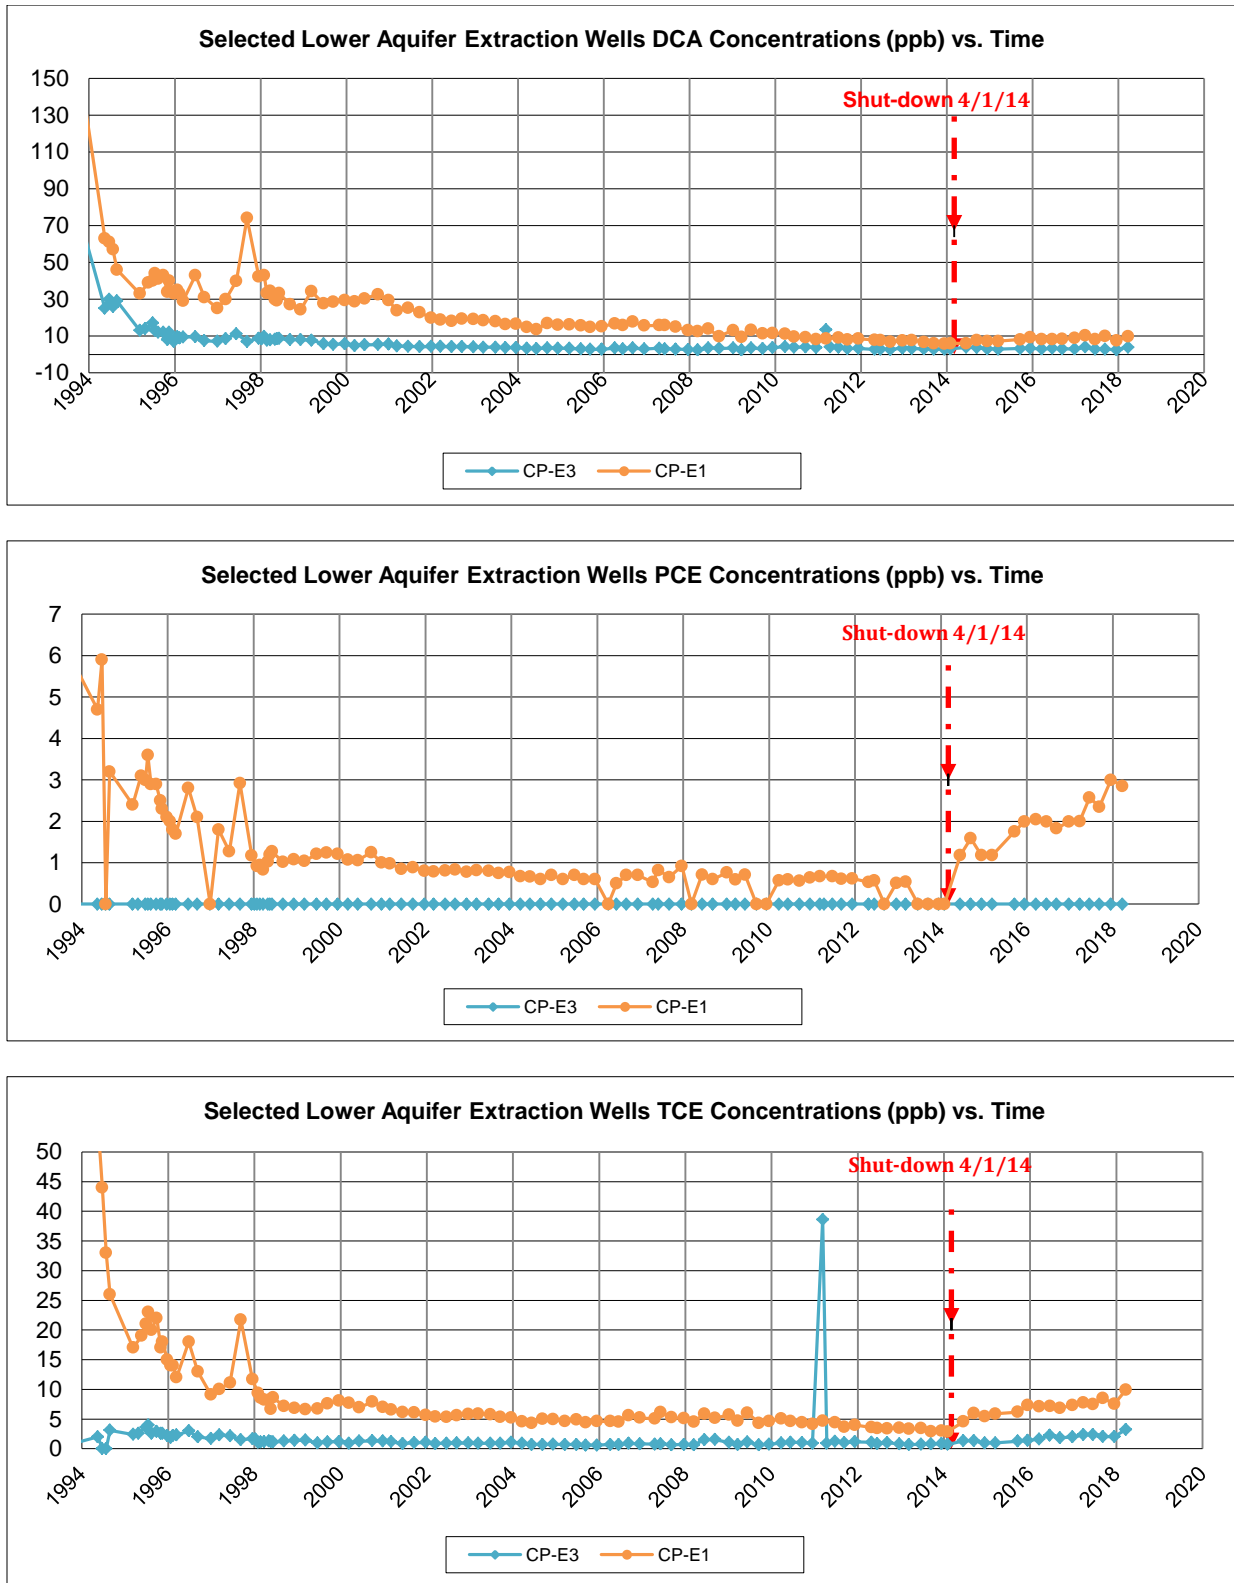 Selected Lower Aquifer Extraction Wells DCA Concentrations (ppb) vs. Time
150
130
110
90
70
50
30
10
-10
Shut-down 4/1/14
1994 1996 1998 2000 2002 2004 2006 2008 2010 2012 2014 2016 2018 2020
CP-E3 CP-E1
Selected Lower Aquifer Extraction Wells PCE Concentrations (ppb) vs. Time
7
6
5
4
3
2
1
0
Shut-down 4/1/14
1994 1996 1998 2000 2002 2004 2006 2008 2010 2012 2014 2016 2018 2020
CP-E3 CP-E1
Selected Lower Aquifer Extraction Wells TCE Concentrations (ppb) vs. Time
50
45
40
35
30
25
20
15
10
5
0
Shut-down 4/1/14
1994 1996 1998 2000 2002 2004 2006 2008 2010 2012 2014 2016 2018 2020
CP-E3 CP-E1